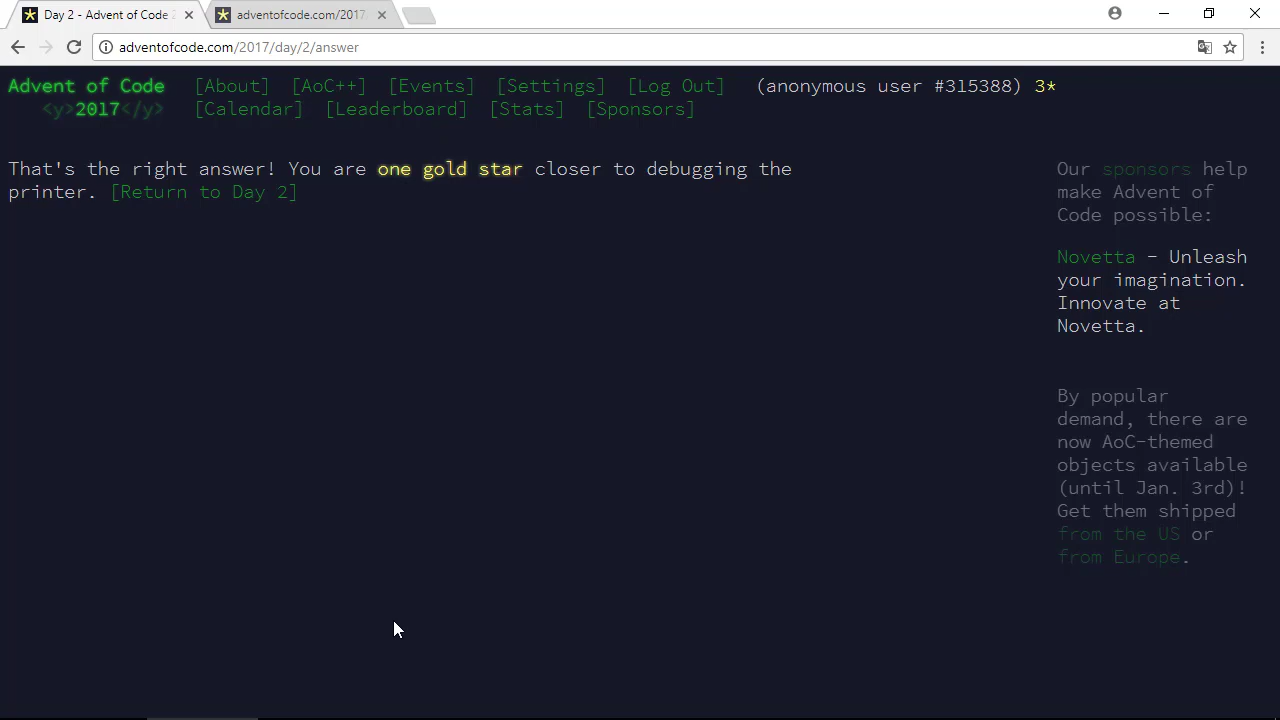 Day 2 - Advent of Code 2
adventofcode.com/2017
adventofcode.com/2017/day/2/answer
Advent of Code [About] [AoC++] [Events] [Settings] [Log Out] (anonymous user #315388) 3*
<y>2017</y> [Calendar] [Leaderboard] [Stats] [Sponsors]
That's the right answer! You are one gold star closer to debugging the
printer. [Return to Day 2]
Our sponsors help
make Advent of
Code possible:
Novetta - Unleash
your imagination.
Innovate at
Novetta.
By popular
demand, there are
now AoC-themed
objects available
(until Jan. 3rd)!
Get them shipped
from the US or
from Europe.